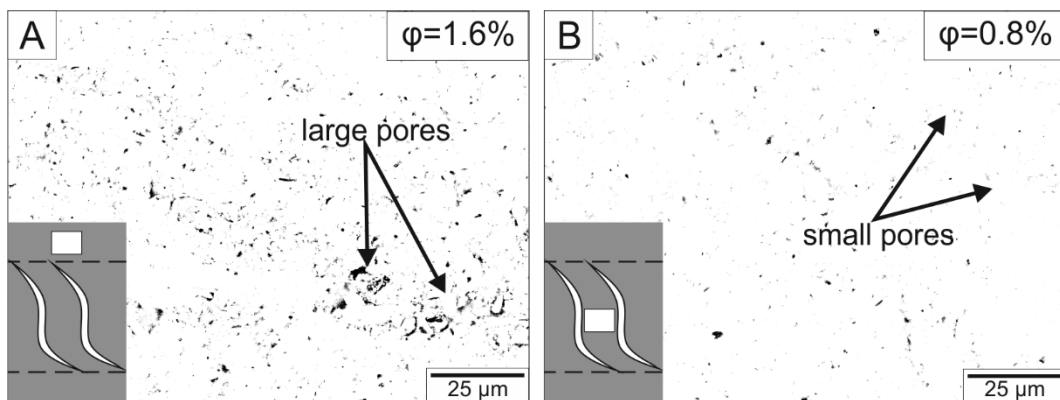 A
φ=1.6%
large pores
25 µm
B
φ=0.8%
small pores
25 µm